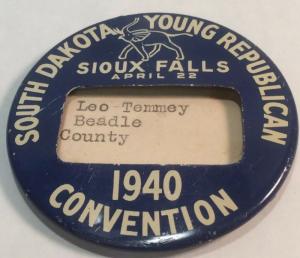 SOUTH DAKOTA YOUNG REPUBLICAN
SIOUX FALLS
APRIL 22
Leo Temmey
Beadle
County
1940
CONVENTION